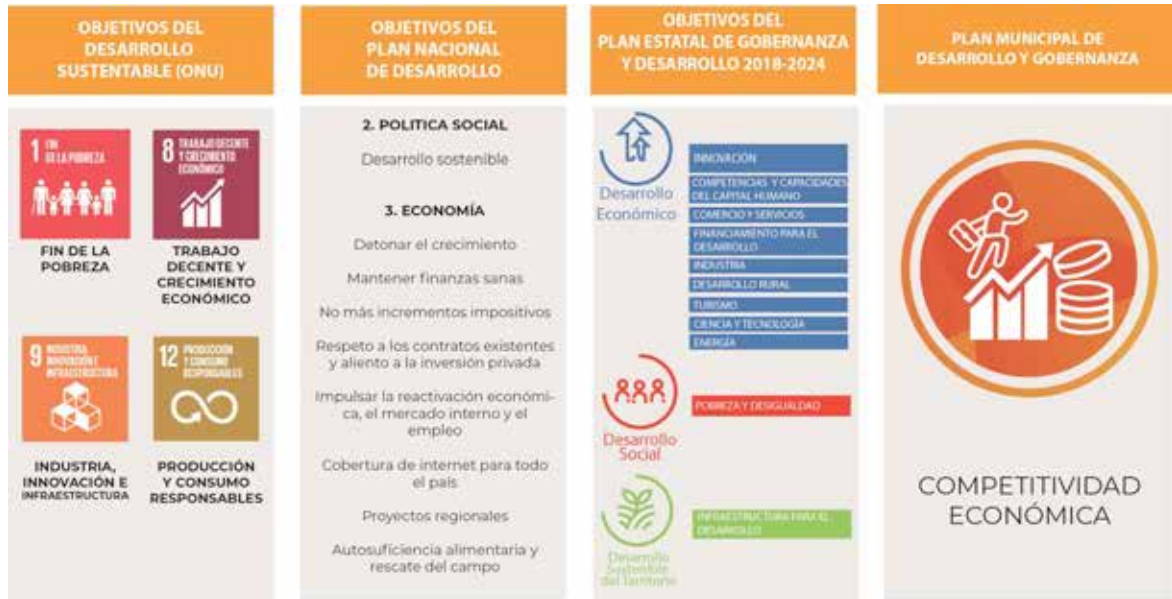 OBJETIVOS DEL
DESARROLLO
SUSTENTABLE (ONU)
1 FIN
DE LA POBREZA
8 TRABAJO DECENTE
Y CRECIMIENTO
ECONÓMICO
FIN DE LA
POBREZA
TRABAJO
DECENTE Y
CRECIMIENTO
ECONÓMICO
9 INDUSTRIA,
INNOVACIÓN E
INFRAESTRUCTURA
12 PRODUCCIÓN
Y CONSUMO
RESPONSABLES
INDUSTRIA,
INNOVACIÓN E
INFRAESTRUCTURA
PRODUCCIÓN
Y CONSUMO
RESPONSABLES
OBJETIVOS DEL
PLAN NACIONAL
DE DESARROLLO
2. POLITICA SOCIAL
Desarrollo sostenible
3. ECONOMÍA
Detonar el crecimiento
Mantener finanzas sanas
No más incrementos impositivos
Respeto a los contratos existentes
y aliento a la inversión privada
Impulsar la reactivación económi-
ca, el mercado interno y el
empleo
Cobertura de internet para todo
el país
Proyectos regionales
Autosuficiencia alimentaria y
rescate del campo
OBJETIVOS DEL
PLAN ESTATAL DE GOBERNANZA
Y DESARROLLO 2018-2024
Desarrollo
Económico
INNOVACIÓN
COMPETENCIAS Y CAPACIDADES
DEL CAPITAL HUMANO
COMERCIO Y SERVICIOS
FINANCIAMIENTO PARA EL
DESARROLLO
INDUSTRIA
DESARROLLO RURAL
TURISMO
CIENCIA Y TECNOLOGÍA
ENERGÍA
Desarrollo
Social
POBREZA Y DESIGUALDAD
Desarrollo
Sostenible
del Territorio
INFRAESTRUCTURA PARA EL
DESARROLLO
PLAN MUNICIPAL DE
DESARROLLO Y GOBERNANZA
COMPETITIVIDAD
ECONÓMICA